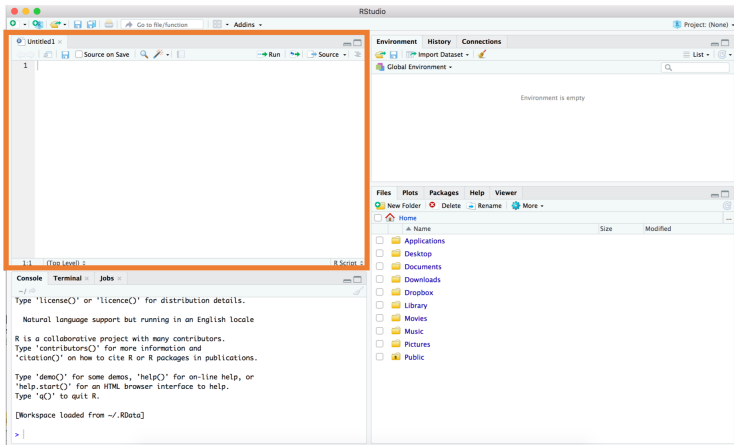 RStudio
Go to file/function
Addins
Project: (None)
Untitled1
Source on Save
Run
Source
1
1:1
(Top Level)
R Script
Console Terminal Jobs
~/
Type 'license()' or 'licence()' for distribution details.
Natural language support but running in an English locale
R is a collaborative project with many contributors.
Type 'contributors()' for more information and
'citation()' on how to cite R or R packages in publications.
Type 'demo()' for some demos, 'help()' for on-line help, or
'help.start()' for an HTML browser interface to help.
Type 'q()' to quit R.
[Workspace loaded from ~/.RData]
>
Environment History Connections
Import Dataset
List
Global Environment
Environment is empty
Files Plots Packages Help Viewer
New Folder Delete Rename More
Home
...
Name Size Modified
Applications
Desktop
Documents
Downloads
Dropbox
Library
Movies
Music
Pictures
Public